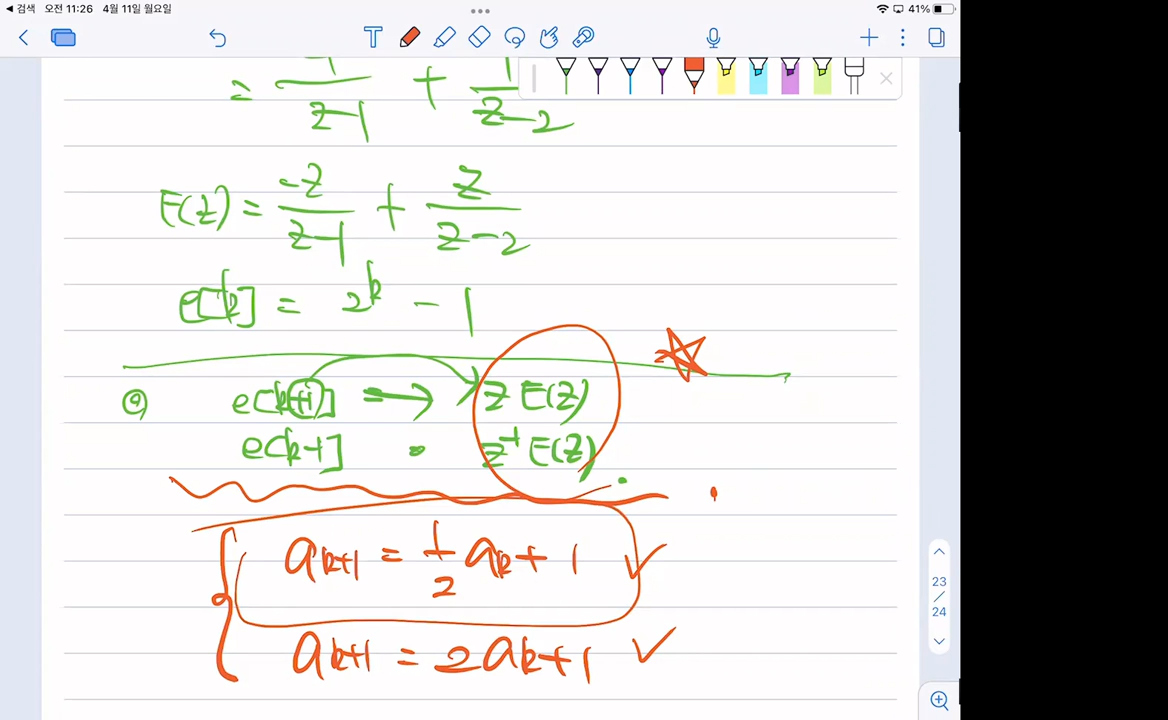 ◀ 검색 오전 11:26 4월 11일 월요일 41%
= -1/(z-1) + 1/(z-2)
E(z) = -z/(z-1) + z/(z-2)
e[k] = 2^k - 1
@ e[k+1] → z E(z)
e[k-1] · z^-1 E(z).
a_{k+1} = 1/2 a_k + 1 ✓
a_{k+1} = 2a_k + 1 ✓
23
/
24